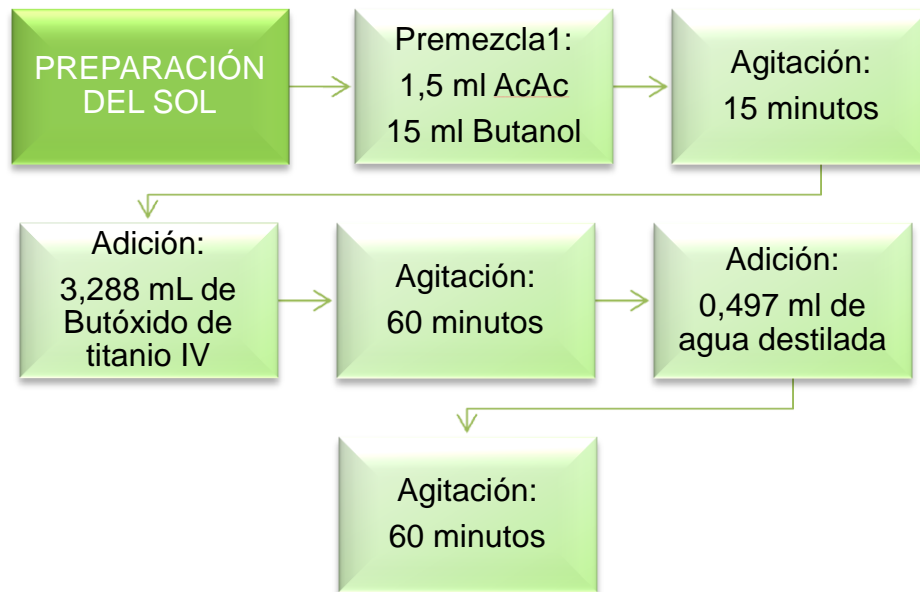 PREPARACIÓN
DEL SOL
Premezcla1:
1,5 ml AcAc
15 ml Butanol
Agitación:
15 minutos
Adición:
3,288 mL de
Butóxido de
titanio IV
Agitación:
60 minutos
Adición:
0,497 ml de
agua destilada
Agitación:
60 minutos